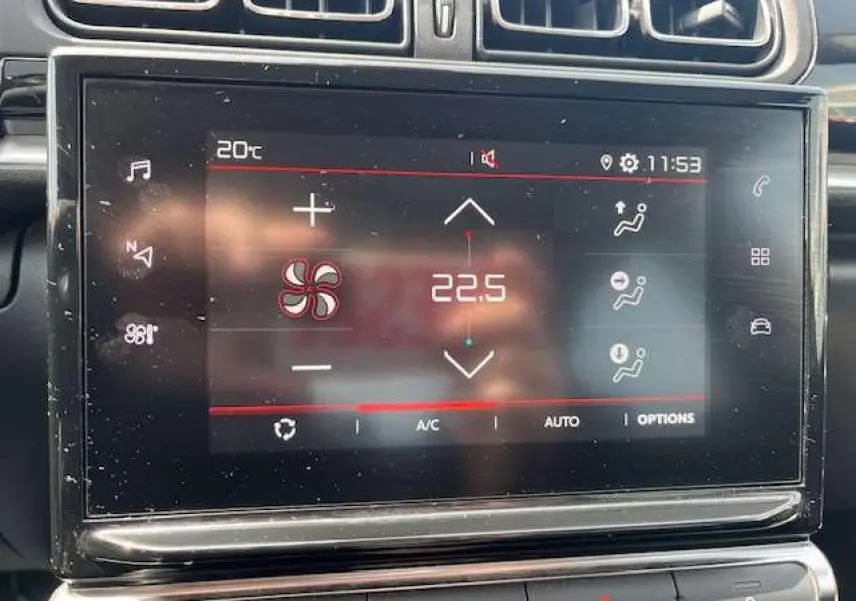 20°C
11:53
N
22.5
A/C
AUTO
OPTIONS